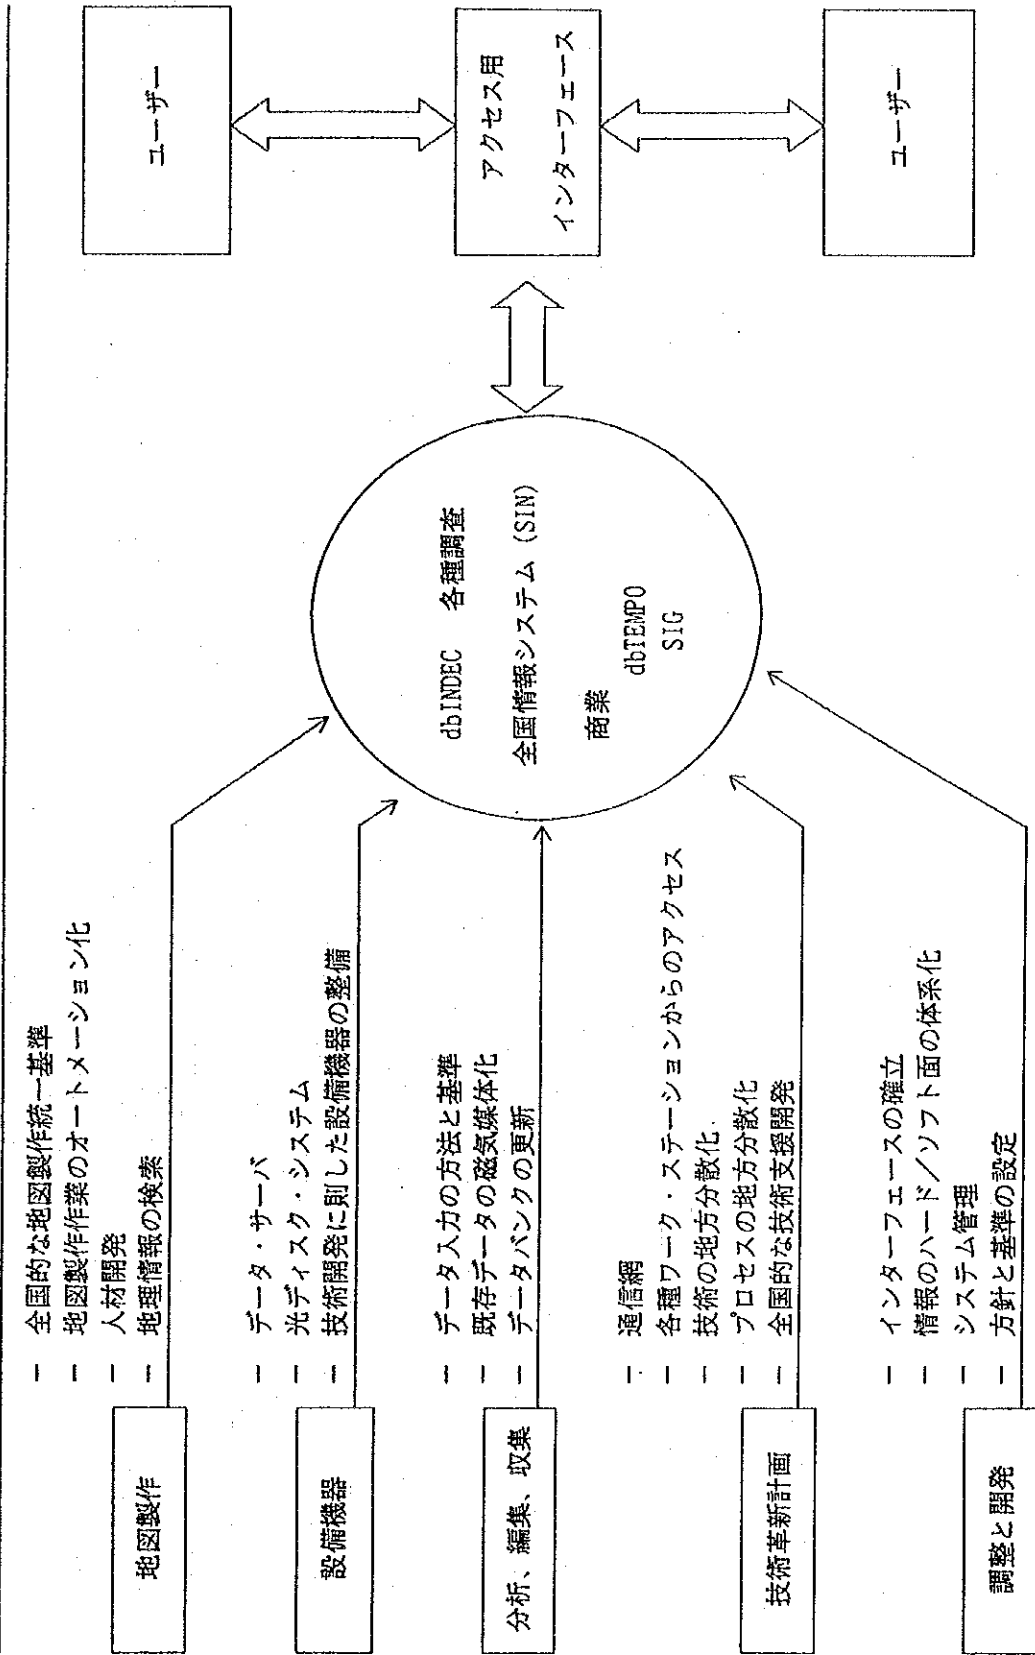 地図製作
－ 全国的な地図製作統一基準
－ 地図製作作業のオートメーション化
－ 人材開発
－ 地理情報の検索
設備機器
－ データ・サーバ
－ 光ディスク・システム
－ 技術開発に則した設備機器の整備
分析、編集、収集
－ データ入力の方法と基準
－ 既存データの磁気媒体化
－ データバンクの更新
技術革新計画
－ 通信網
－ 各種ワーク・ステーションからのアクセス
－ 技術の地方分散化
－ プロセスの地方分散化
－ 全国的な技術支援開発
調整と開発
－ インターフェースの確立
－ 情報のハード/ソフト面の体系化
－ システム管理
－ 方針と基準の設定
dbINDEC 各種調査
全国情報システム (SIN)
商業
dbTEMPO
SIG
ユーザー
アクセス用
インターフェース
ユーザー